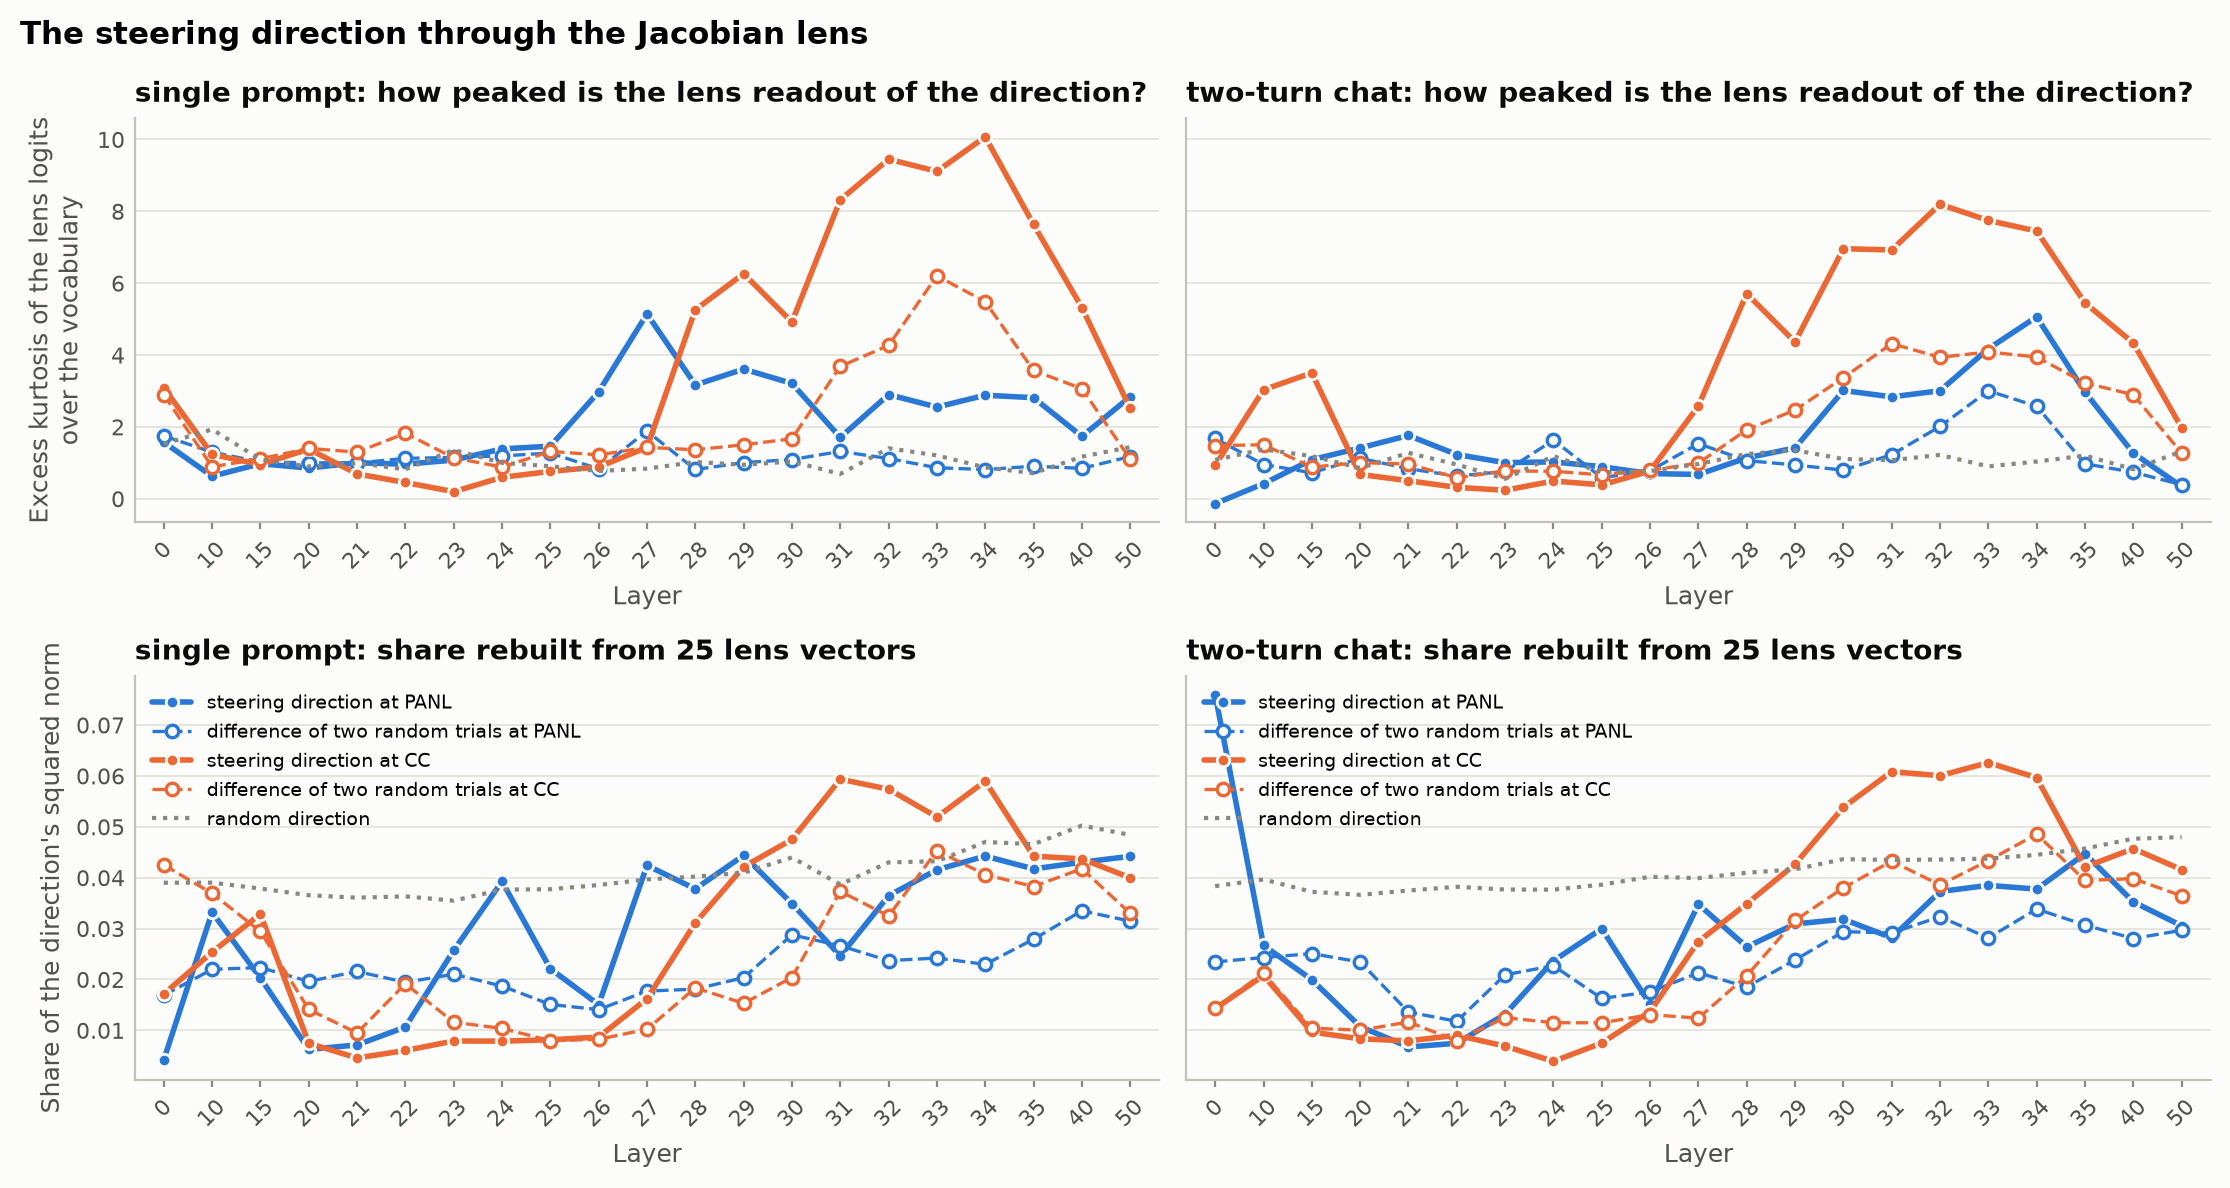 The steering direction through the Jacobian lens
single prompt: how peaked is the lens readout of the direction?
Excess kurtosis of the lens logits
over the vocabulary
10
8
6
4
2
0
0 10 15 20 21 22 23 24 25 26 27 28 29 30 31 32 33 34 35 40 50
Layer
two-turn chat: how peaked is the lens readout of the direction?
0 10 15 20 21 22 23 24 25 26 27 28 29 30 31 32 33 34 35 40 50
Layer
single prompt: share rebuilt from 25 lens vectors
Share of the direction's squared norm
0.07
0.06
0.05
0.04
0.03
0.02
0.01
steering direction at PANL
difference of two random trials at PANL
steering direction at CC
difference of two random trials at CC
random direction
0 10 15 20 21 22 23 24 25 26 27 28 29 30 31 32 33 34 35 40 50
Layer
two-turn chat: share rebuilt from 25 lens vectors
steering direction at PANL
difference of two random trials at PANL
steering direction at CC
difference of two random trials at CC
random direction
0 10 15 20 21 22 23 24 25 26 27 28 29 30 31 32 33 34 35 40 50
Layer